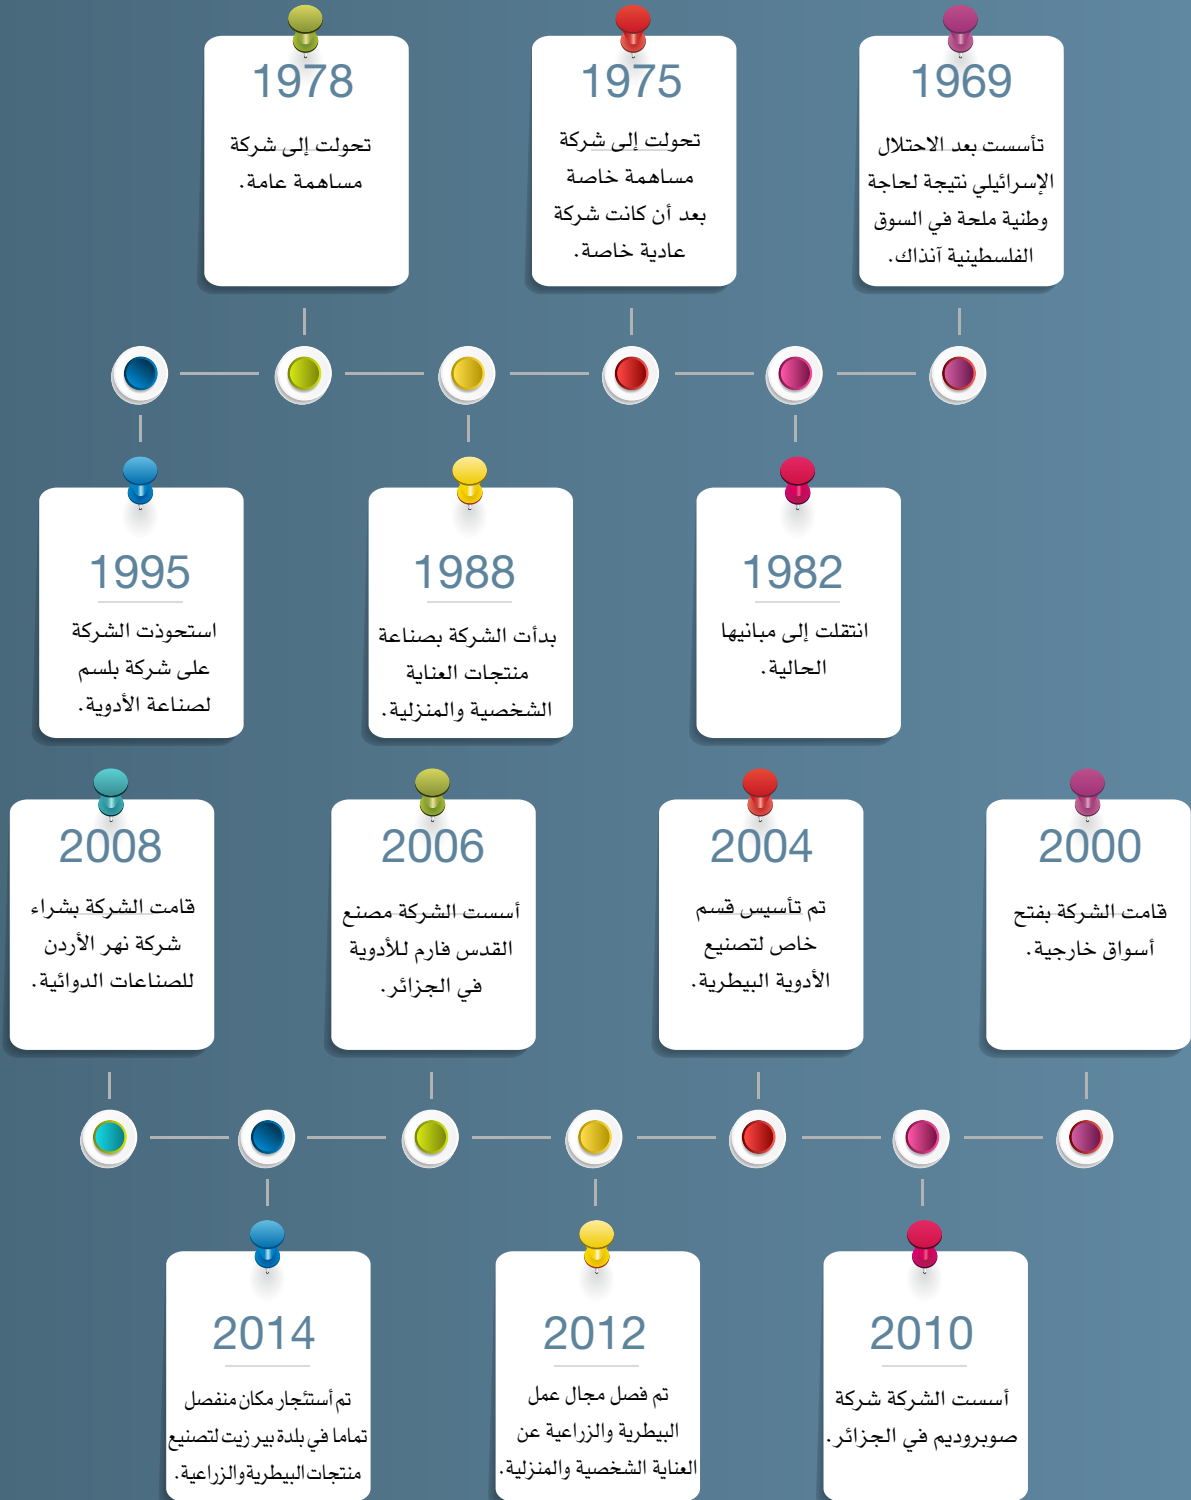 1969
تأسست بعد الاحتلال
الإسرائيلي نتيجة لحاجة
وطنية ملحة في السوق
الفلسطينية آنذاك.
1975
تحولت إلى شركة
مساهمة خاصة
بعد أن كانت شركة
عادية خاصة.
1978
تحولت إلى شركة
مساهمة عامة.
1982
انتقلت إلى مبانيها
الحالية.
1988
بدأت الشركة بصناعة
منتجات العناية
الشخصية والمنزلية.
1995
استحوذت الشركة
على شركة بلسم
لصناعة الأدوية.
2000
قامت الشركة بفتح
أسواق خارجية.
2004
تم تأسيس قسم
خاص لتصنيع
الأدوية البيطرية.
2006
أسست الشركة مصنع
القدس فارم للأدوية
في الجزائر.
2008
قامت الشركة بشراء
شركة نهر الأردن
للصناعات الدوائية.
2010
أسست الشركة شركة
صوبروديم في الجزائر.
2012
تم فصل مجال عمل
البيطرية والزراعية عن
العناية الشخصية والمنزلية.
2014
تم أستئجار مكان منفصل
تماما في بلدة بير زيت لتصنيع
منتجات البيطرية والزراعية.